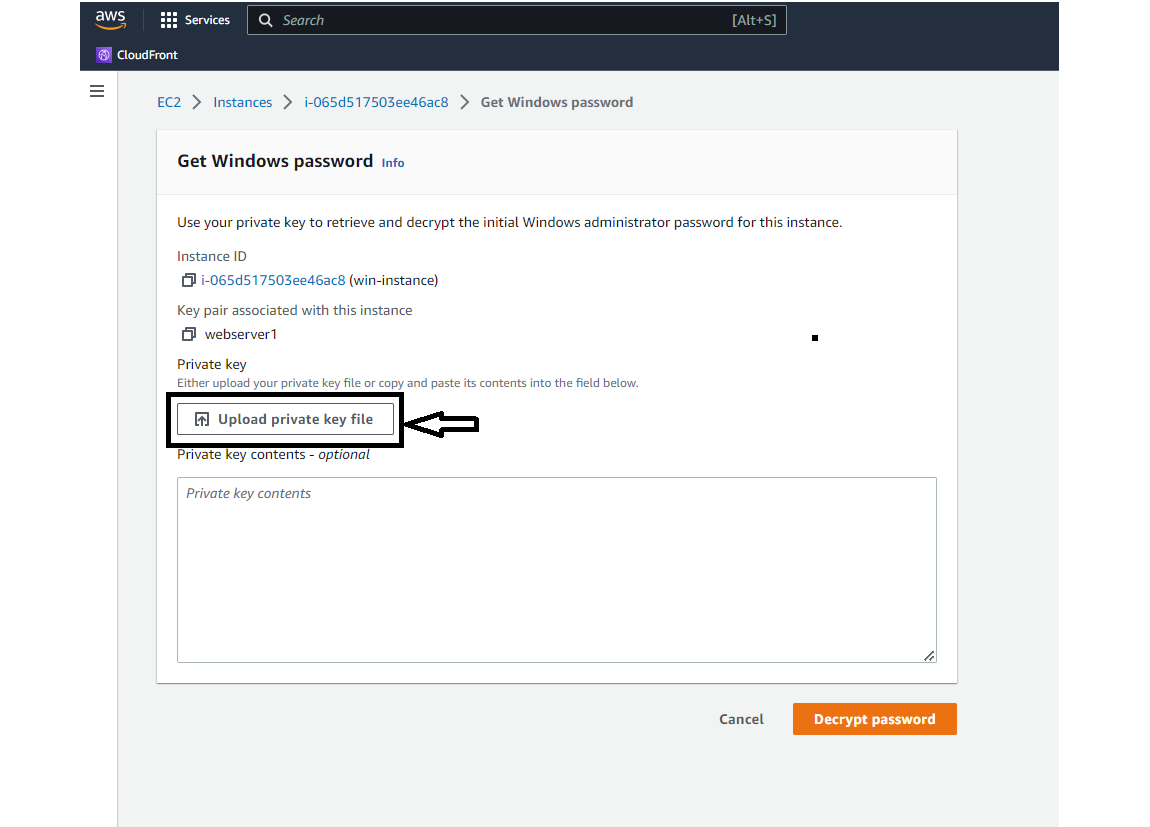 aws
Services
Search [Alt+S]
CloudFront
EC2 Instances i-065d517503ee46ac8 Get Windows password
Get Windows password Info
Use your private key to retrieve and decrypt the initial Windows administrator password for this instance.
Instance ID
i-065d517503ee46ac8 (win-instance)
Key pair associated with this instance
webserver1
Private key
Either upload your private key file or copy and paste its contents into the field below.
Upload private key file
Private key contents - optional
Private key contents
Cancel Decrypt password